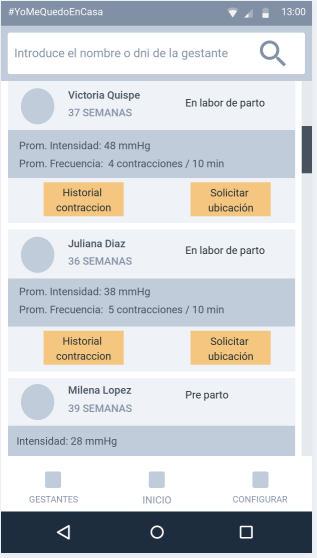 #YoMeQuedoEnCasa 13:00
Introduce el nombre o dni de la gestante
Victoria Quispe
37 SEMANAS
En labor de parto
Prom. Intensidad: 48 mmHg
Prom. Frecuencia: 4 contracciones / 10 min
Historial
contraccion
Solicitar
ubicación
Juliana Diaz
36 SEMANAS
En labor de parto
Prom. Intensidad: 38 mmHg
Prom. Frecuencia: 5 contracciones / 10 min
Historial
contraccion
Solicitar
ubicación
Milena Lopez
39 SEMANAS
Pre parto
Intensidad: 28 mmHg
GESTANTES INICIO CONFIGURAR